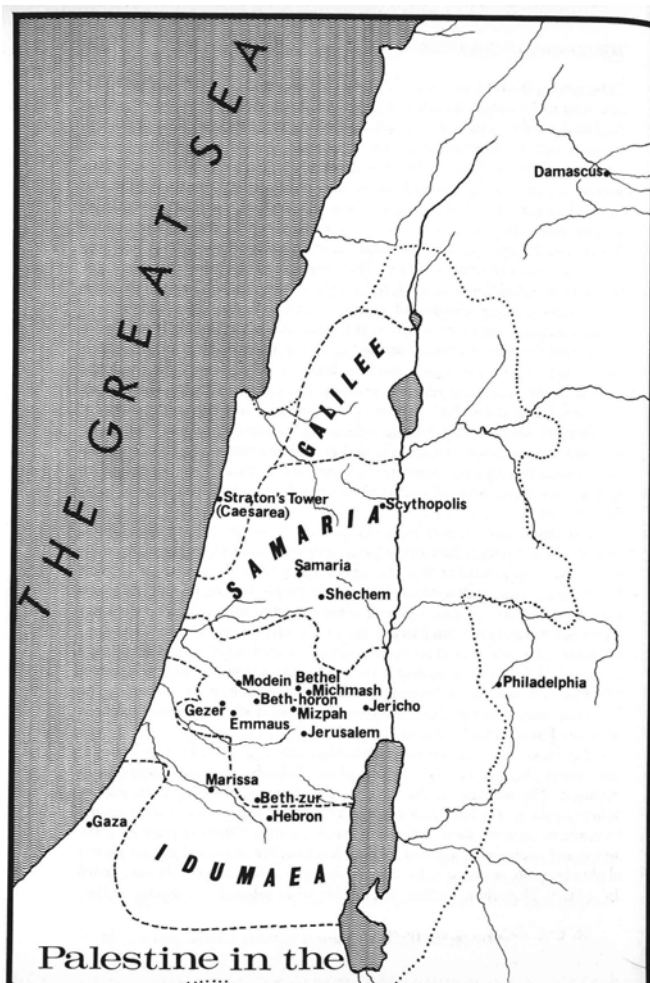 THE GREAT SEA
Damascus
GALILEE
Straton's Tower
(Caesarea)
Scythopolis
SAMARIA
Samaria
Shechem
Modein
Bethel
Michmash
Beth-horon
Philadelphia
Gezer
Mizpah
Jericho
Emmaus
Jerusalem
Marissa
Beth-zur
Gaza
Hebron
IDUMAEA
Palestine in the